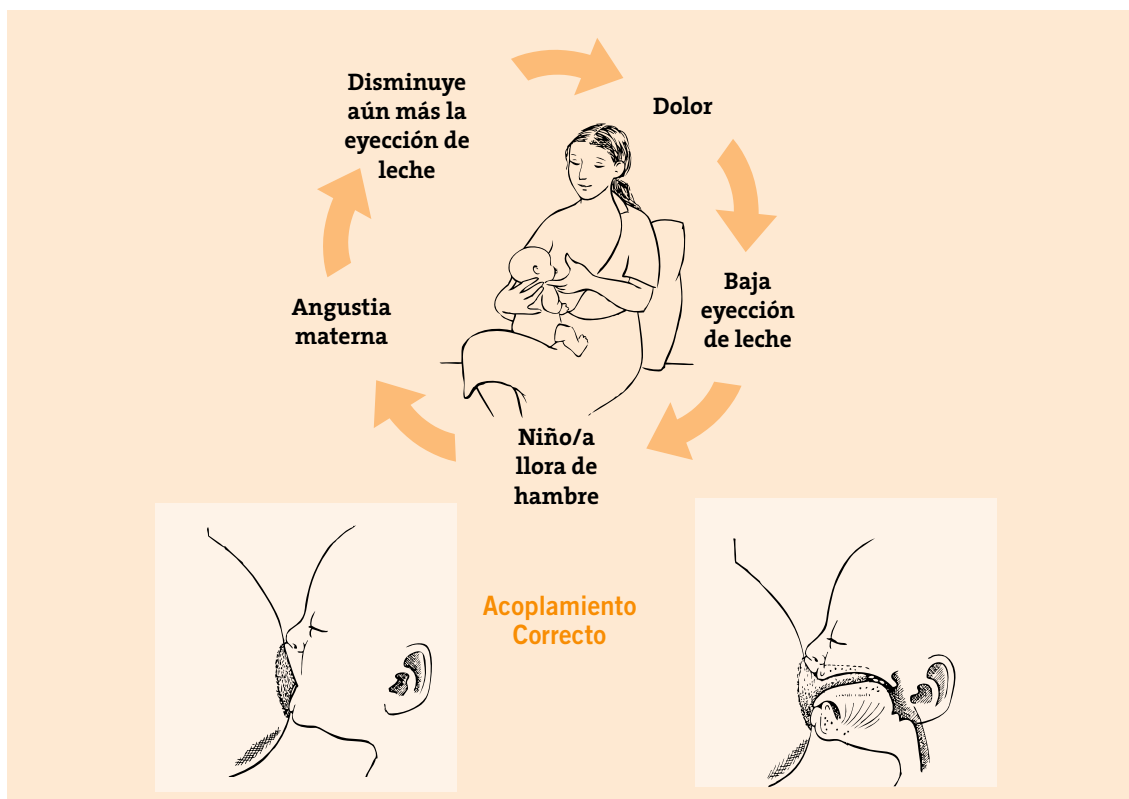 Disminuye
aún más la
eyección de
leche
Dolor
Baja
eyección
de leche
Niño/a
llora de
hambre
Angustia
materna
Acoplamiento
Correcto